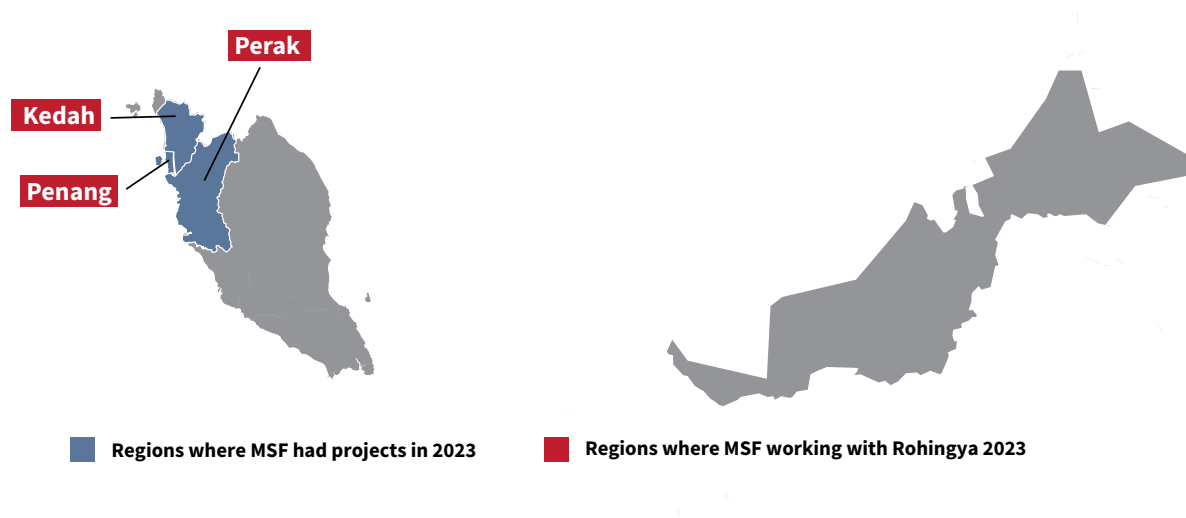 Perak
Kedah
Penang
Regions where MSF had projects in 2023
Regions where MSF working with Rohingya 2023